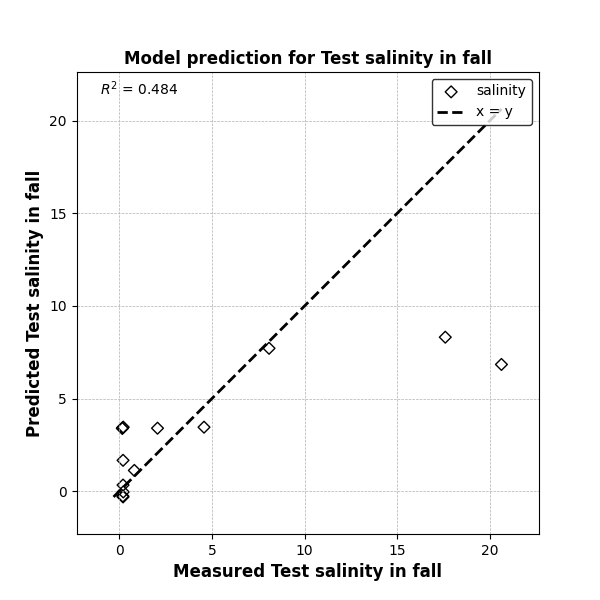 Model prediction for Test salinity in fall
R² = 0.484
salinity
x = y
20
15
10
5
0
Predicted Test salinity in fall
0 5 10 15 20
Measured Test salinity in fall